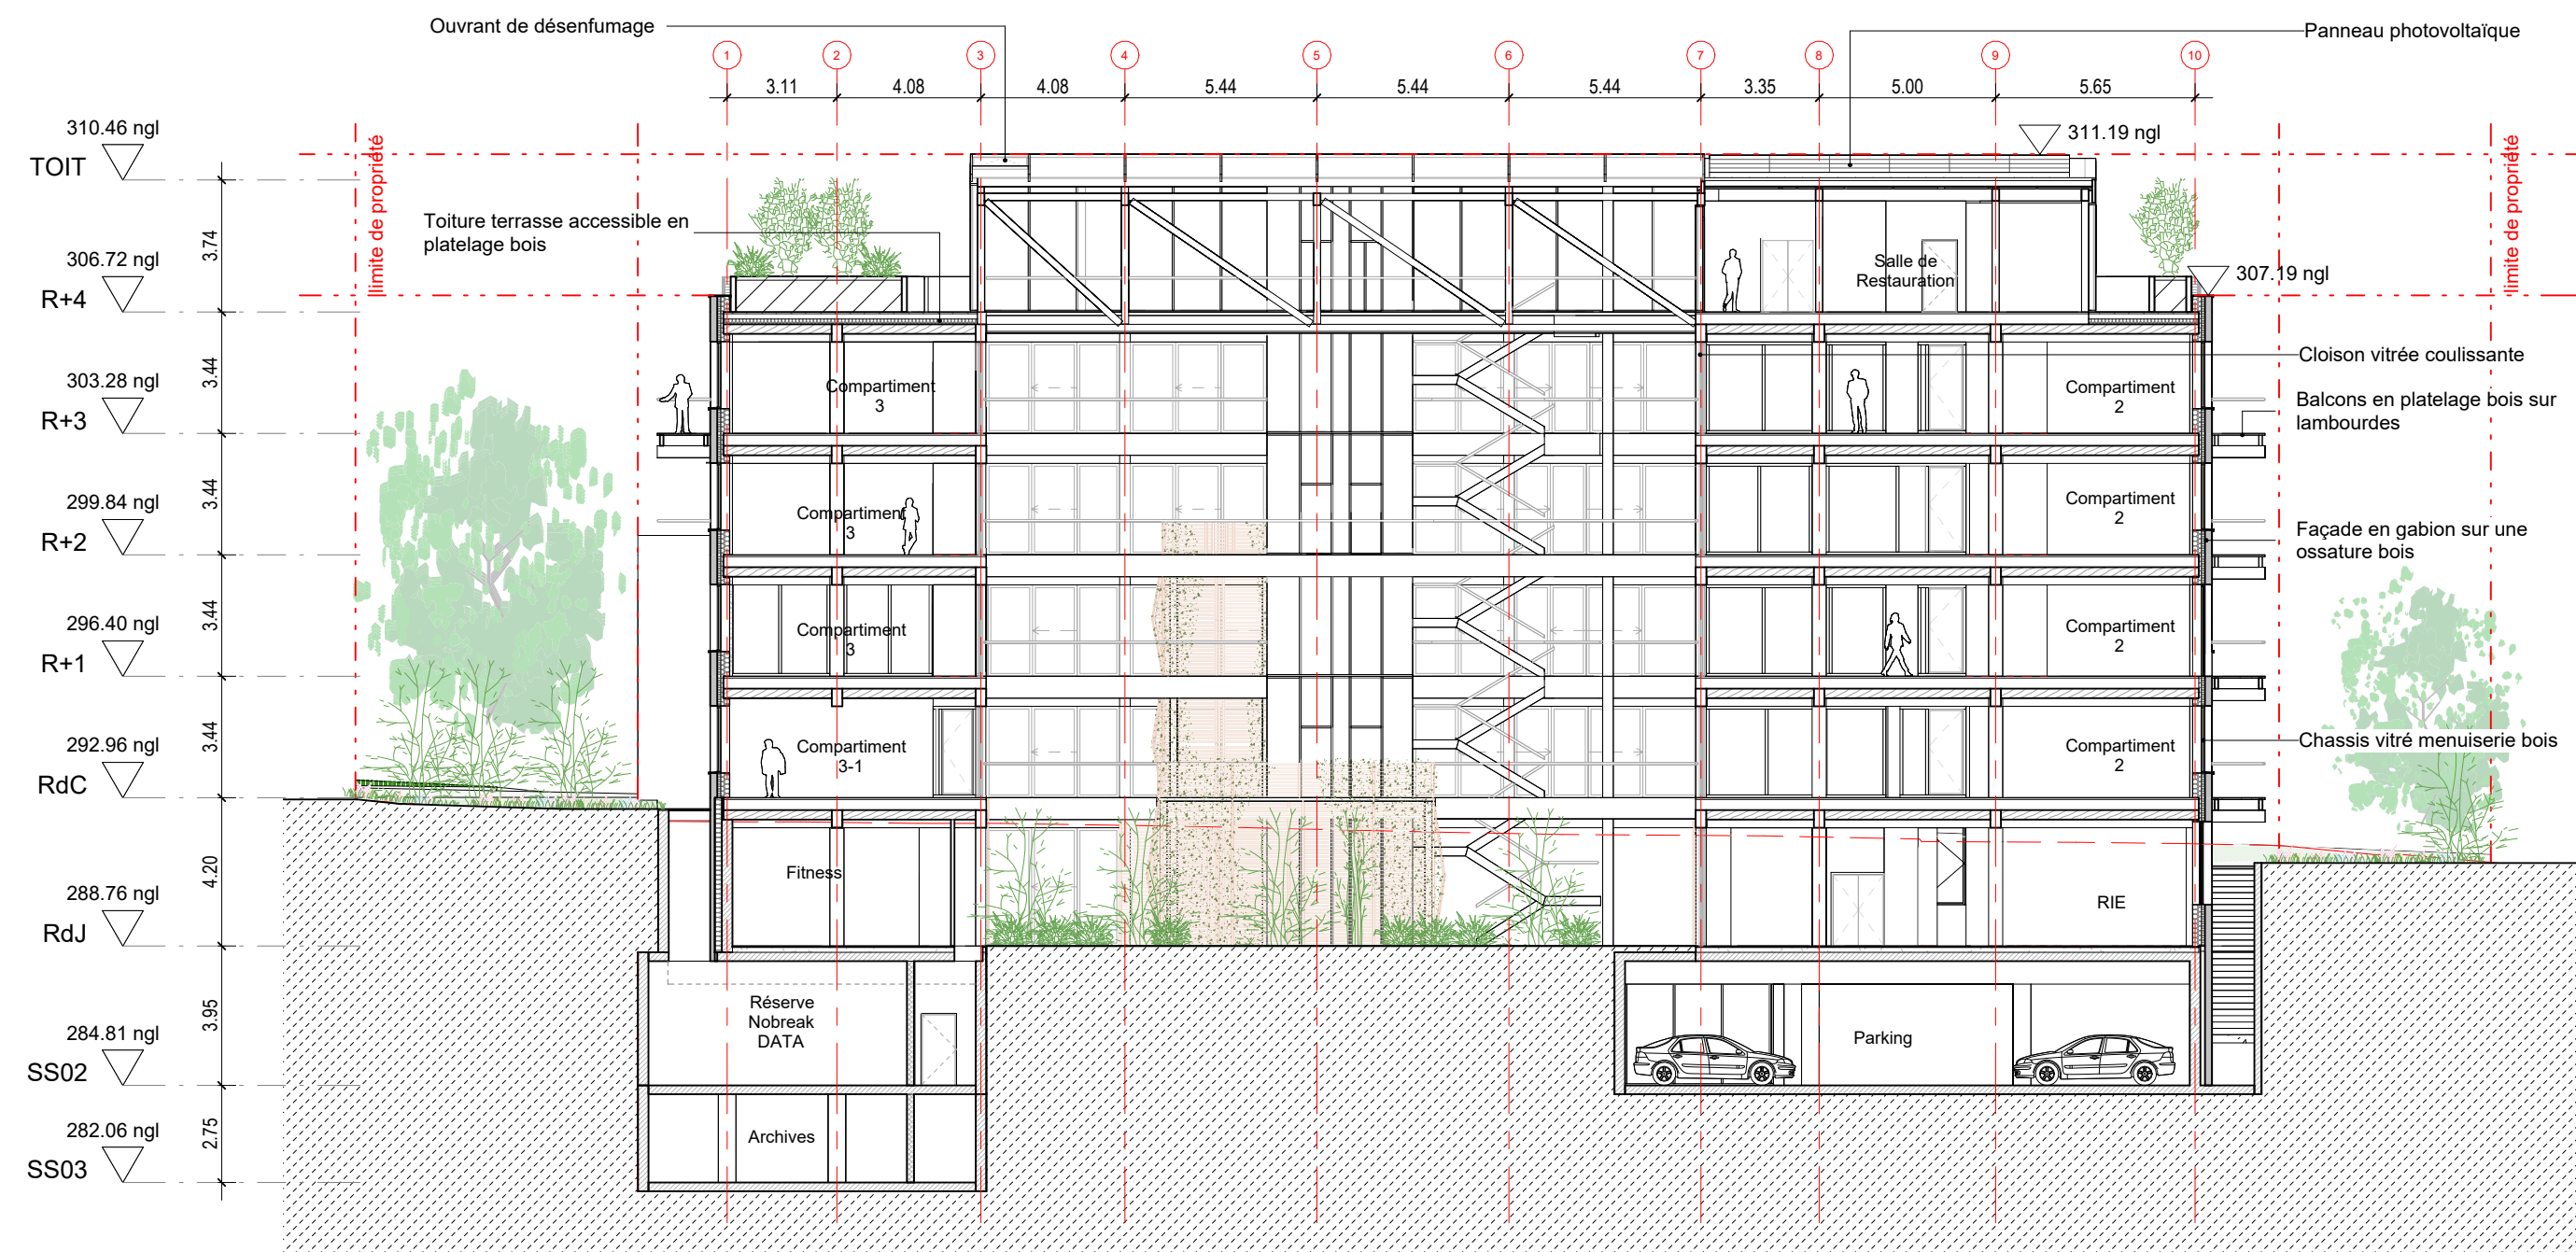 Ouvrant de désenfumage
Panneau photovoltaïque
1
2
3
4
5
6
7
8
9
10
3.11
4.08
4.08
5.44
5.44
5.44
3.35
5.00
5.65
310.46 ngl
TOIT
311.19 ngl
limite de propriété
limite de propriété
Toiture terrasse accessible en
platelage bois
3.74
306.72 ngl
R+4
Salle de
Restauration
307.19 ngl
Cloison vitrée coulissante
3.44
303.28 ngl
R+3
Compartiment
3
Compartiment
2
Balcons en platelage bois sur
lambourdes
3.44
299.84 ngl
R+2
Compartiment
3
Compartiment
2
Façade en gabion sur une
ossature bois
3.44
296.40 ngl
R+1
Compartiment
3
Compartiment
2
3.44
292.96 ngl
RdC
Compartiment
3-1
Compartiment
2
Chassis vitré menuiserie bois
4.20
288.76 ngl
RdJ
Fitness
RIE
3.95
284.81 ngl
SS02
Réserve
Nobreak
DATA
Parking
2.75
282.06 ngl
SS03
Archives